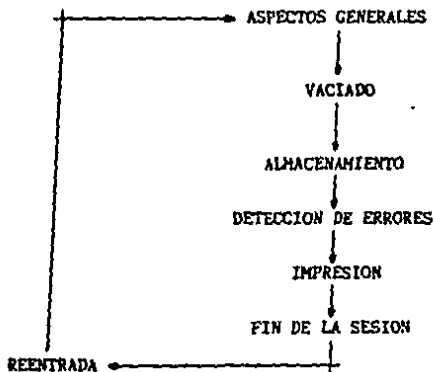 ASPECTOS GENERALES
VACIADO
ALMACENAMIENTO
DETECCION DE ERRORES
IMPRESION
FIN DE LA SESION
REENTRADA